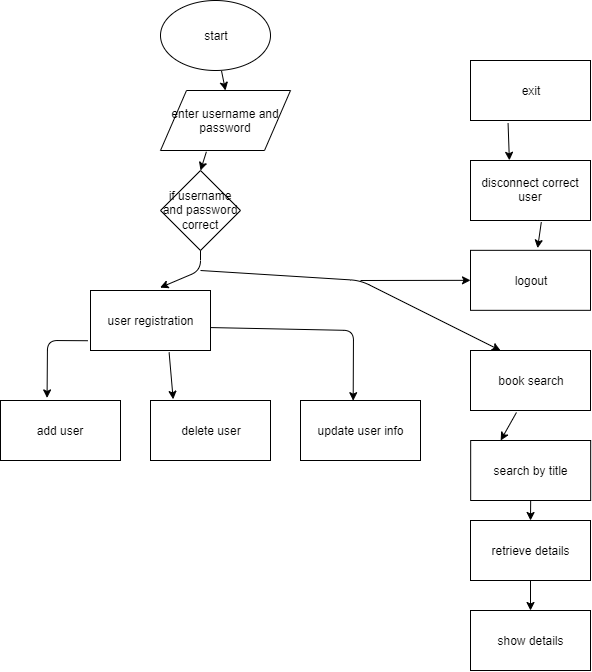 start
enter username and
password
if username
and password
correct
exit
disconnect correct
user
logout
user registration
add user
delete user
update user info
book search
search by title
retrieve details
show details